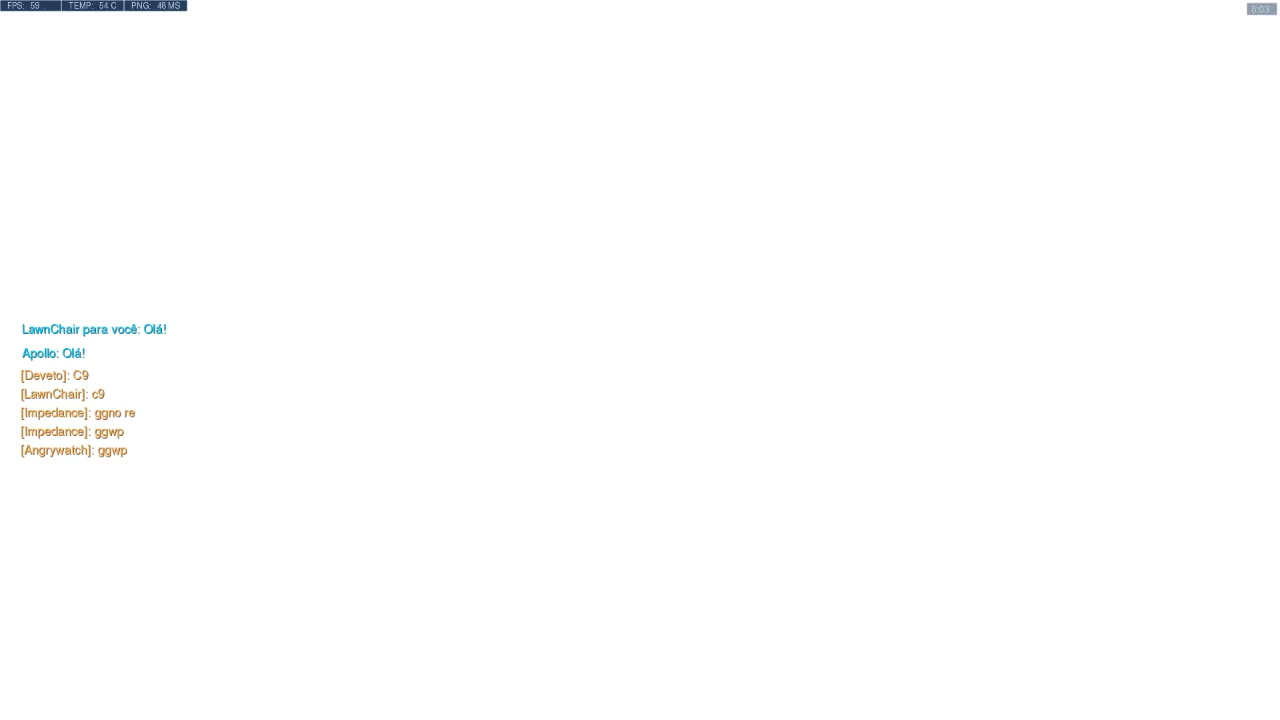 FPS: 59 TEMP: 54 C PNG: 46 MS
6:03
LawnChair para você: Olá!
Apollo: Olá!
[Deveto]: C9
[LawnChair]: c9
[Impedance]: ggno re
[Impedance]: ggwp
[Angrywatch]: ggwp